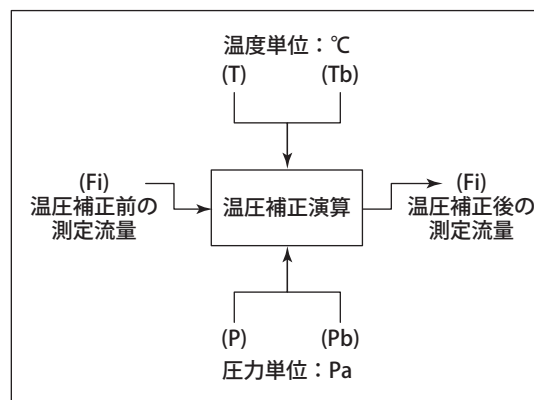 温度単位：℃
(T) (Tb)
(Fi)
温圧補正前の
測定流量
温圧補正演算
(Fi)
温圧補正後の
測定流量
(P) (Pb)
圧力単位：Pa